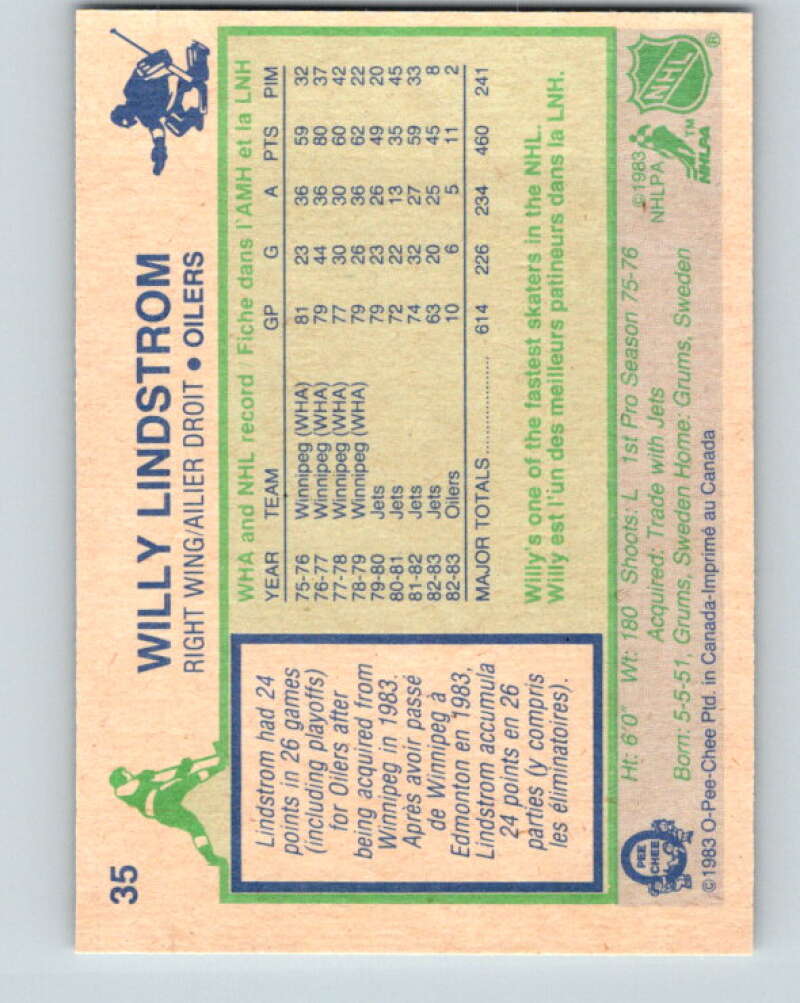 35
WILLY LINDSTROM
RIGHT WING/AILIER DROIT • OILERS
Lindstrom had 24
points in 26 games
(including playoffs)
for Oilers after
being acquired from
Winnipeg in 1983.
Après avoir passé
de Winnipeg à
Edmonton en 1983,
Lindstrom accumula
24 points en 26
parties (y compris
les éliminatoires).
WHA and NHL record Fiche dans l'AMH et la LNH
YEAR TEAM GP G A PTS PIM
75-76 Winnipeg (WHA) 81 23 36 59 32
76-77 Winnipeg (WHA) 79 44 36 80 37
77-78 Winnipeg (WHA) 77 30 30 60 42
78-79 Winnipeg (WHA) 79 26 36 62 22
79-80 Jets 79 23 26 49 20
80-81 Jets 72 22 13 35 45
81-82 Jets 74 32 27 59 33
82-83 Jets 63 20 25 45 8
82-83 Oilers 10 6 5 11 2
MAJOR TOTALS .............. 614 226 234 460 241
Willy's one of the fastest skaters in the NHL.
Willy est l'un des meilleurs patineurs dans la LNH.
Ht: 6'0" Wt: 180 Shoots: L 1st Pro Season 75-76
Acquired: Trade with Jets
Born: 5-5-51, Grums, Sweden Home: Grums, Sweden
©1983 O-Pee-Chee Ptd. in Canada-Imprimé au Canada
O PEE CHEE
©1983
NHLPA
NHL ®
NHLPA ™